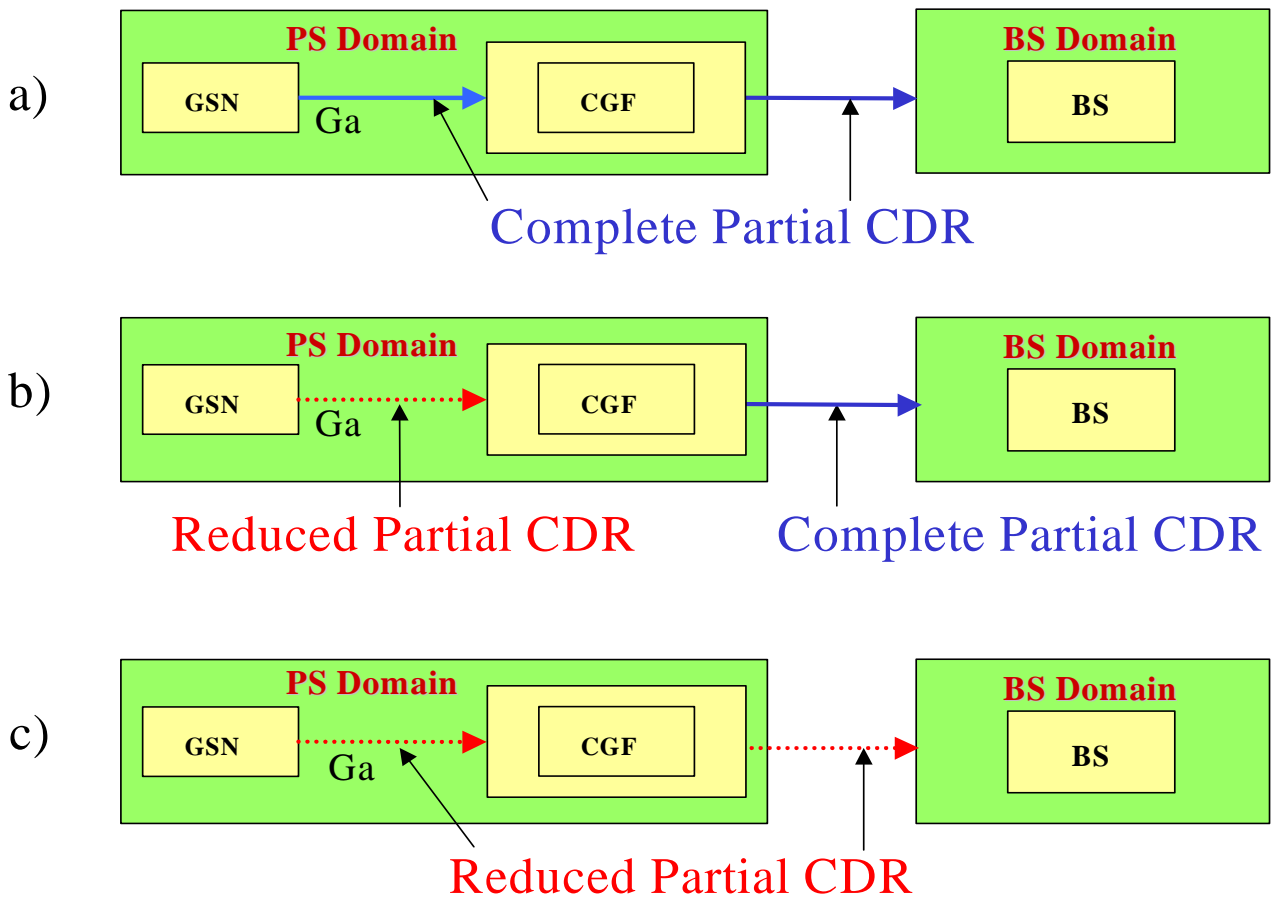 a)
PS Domain
BS Domain
GSN
Ga
CGF
BS
Complete Partial CDR
b)
PS Domain
BS Domain
GSN
Ga
CGF
BS
Reduced Partial CDR
Complete Partial CDR
c)
PS Domain
BS Domain
GSN
Ga
CGF
BS
Reduced Partial CDR